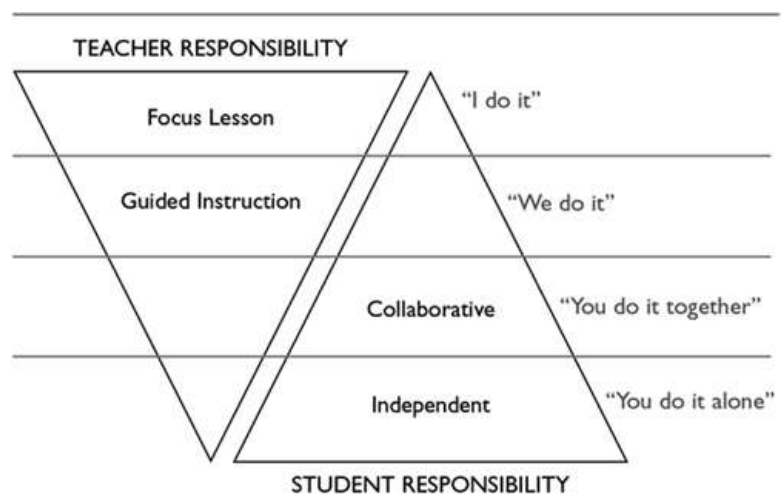 TEACHER RESPONSIBILITY
Focus Lesson
“I do it”
Guided Instruction
“We do it”
Collaborative
“You do it together”
Independent
“You do it alone”
STUDENT RESPONSIBILITY